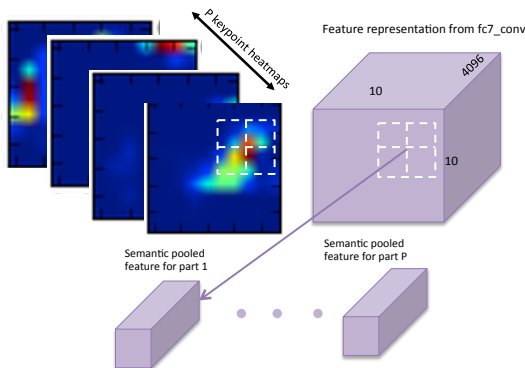 P keypoint heatmaps
Feature representation from fc7_conv
4096
10
10
Semantic pooled
feature for part 1
Semantic pooled
feature for part P